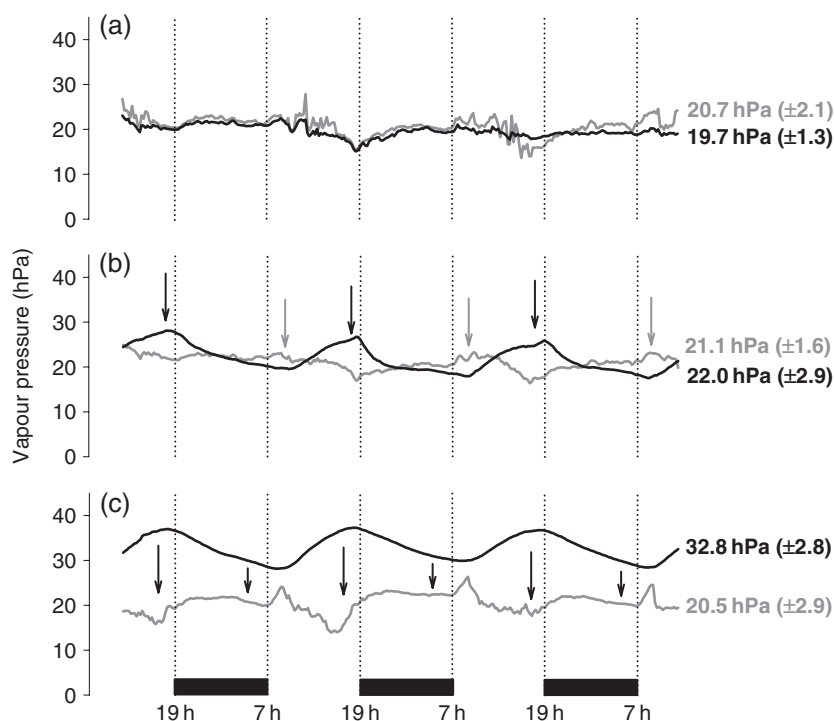 (a)
40
30
20
10
0
20.7 hPa (±2.1)
19.7 hPa (±1.3)
Vapour pressure (hPa)
(b)
40
30
20
10
0
21.1 hPa (±1.6)
22.0 hPa (±2.9)
(c)
40
30
20
10
0
32.8 hPa (±2.8)
20.5 hPa (±2.9)
19 h 7 h 19 h 7 h 19 h 7 h